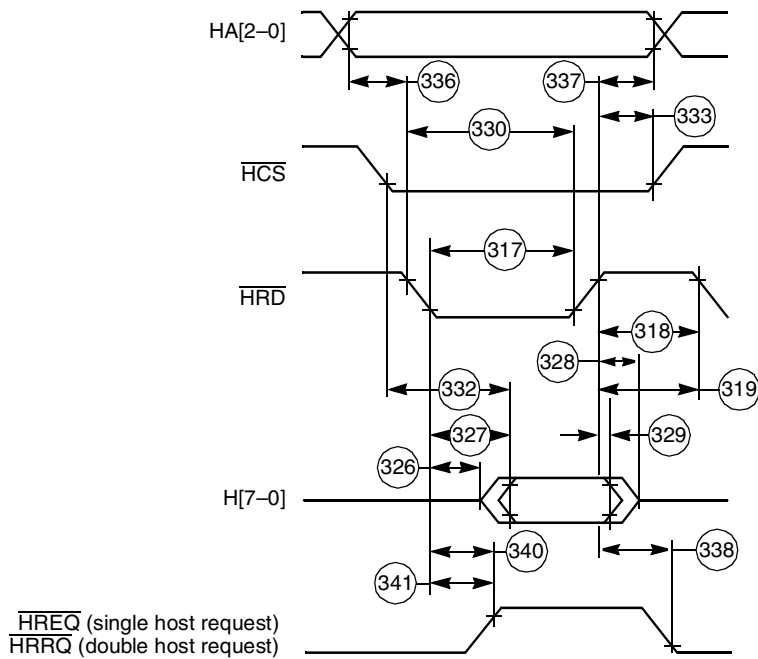 HA[2–0]
336
337
333
330
HCS
317
HRD
318
328
332
319
327
329
326
H[7–0]
340
338
341
HREQ (single host request)
HRRQ (double host request)